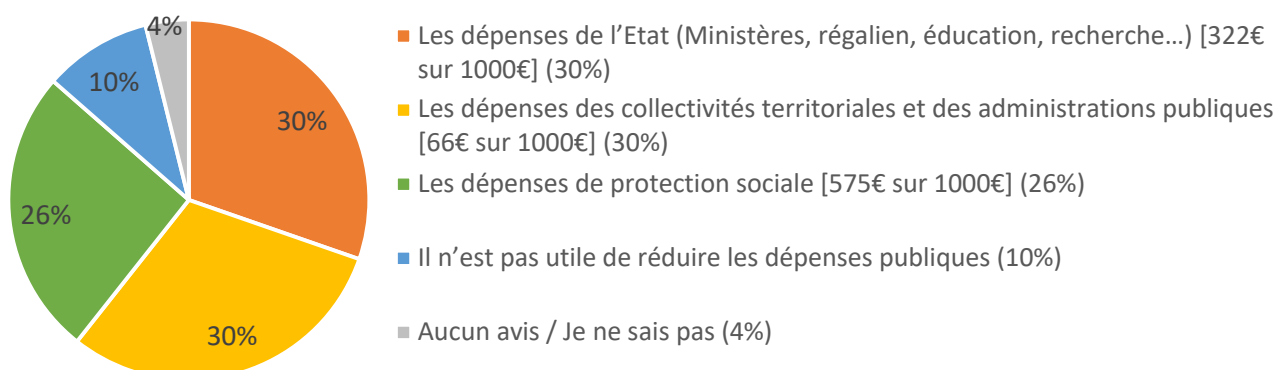 4%
10%
30%
26%
30%
Les dépenses de l’Etat (Ministères, régalien, éducation, recherche…) [322€
sur 1000€] (30%)
Les dépenses des collectivités territoriales et des administrations publiques
[66€ sur 1000€] (30%)
Les dépenses de protection sociale [575€ sur 1000€] (26%)
Il n’est pas utile de réduire les dépenses publiques (10%)
Aucun avis / Je ne sais pas (4%)